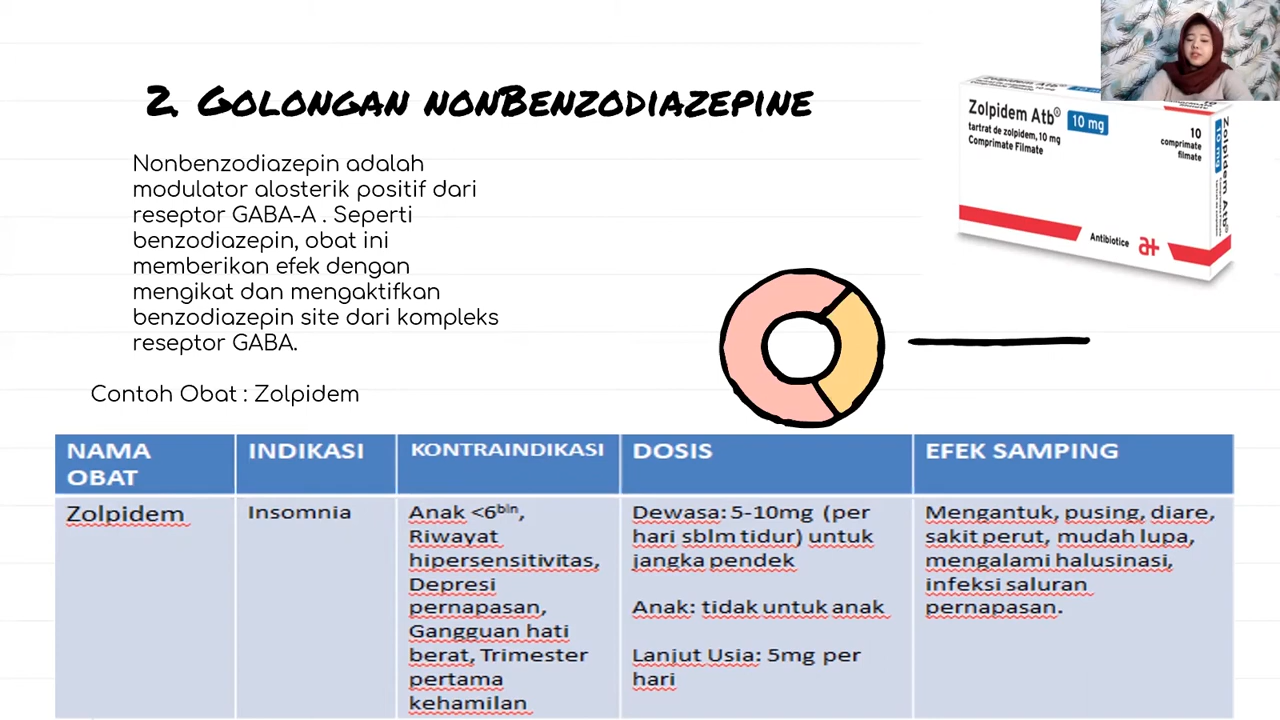 2. Golongan nonBenzodiazepine
Nonbenzodiazepin adalah
modulator alosterik positif dari
reseptor GABA-A . Seperti
benzodiazepin, obat ini
memberikan efek dengan
mengikat dan mengaktifkan
benzodiazepin site dari kompleks
reseptor GABA.
Contoh Obat : Zolpidem
Zolpidem Atb® 10 mg
tartrat de zolpidem, 10 mg
Comprimate Filmate
10
comprimate
filmate
Antibiotice a+
Zolpidem Atb® 10 mg
NAMA
OBAT
INDIKASI
KONTRAINDIKASI
DOSIS
EFEK SAMPING
Zolpidem
Insomnia
Anak <6bln,
Riwayat
hipersensitivitas,
Depresi
pernapasan,
Gangguan hati
berat, Trimester
pertama
kehamilan
Dewasa: 5-10mg (per
hari sblm tidur) untuk
jangka pendek
Anak: tidak untuk anak
Lanjut Usia: 5mg per
hari
Mengantuk, pusing, diare,
sakit perut, mudah lupa,
mengalami halusinasi,
infeksi saluran
pernapasan.